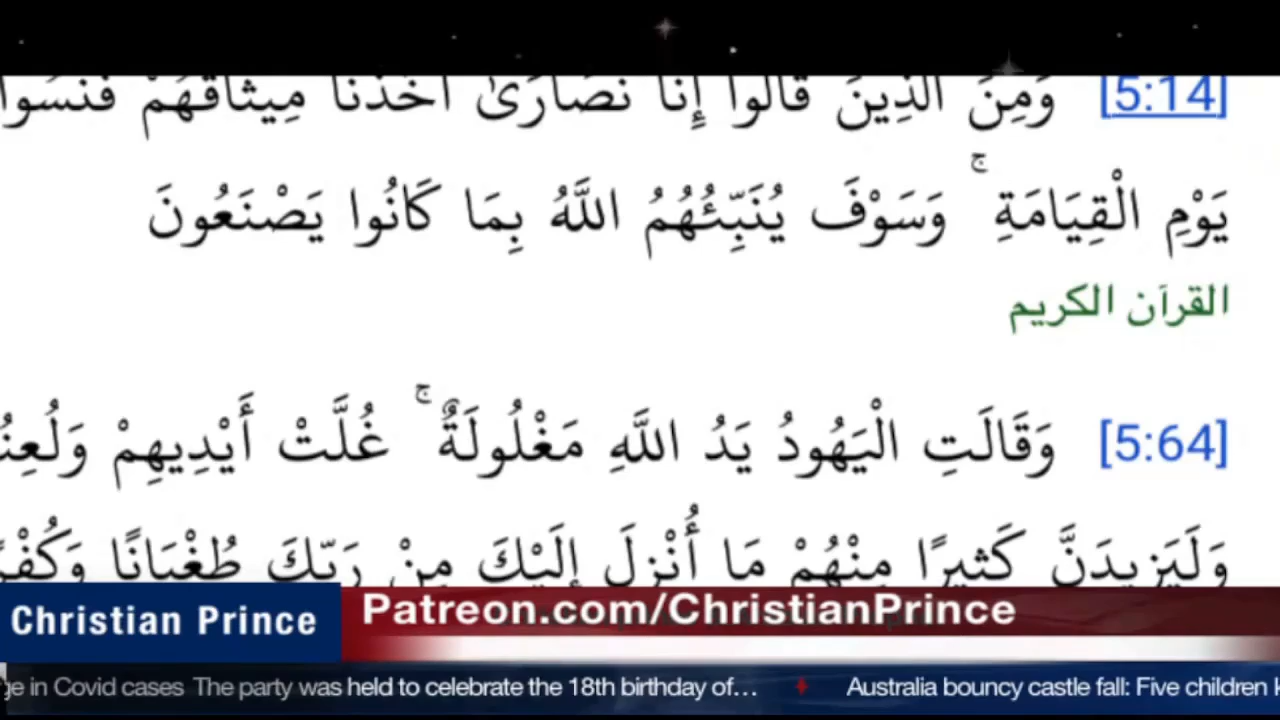 [5:14] وَمِنَ الَّذِينَ قَالُوا إِنَّا نَصَارَىٰ أَخَذْنَا مِيثَاقَهُمْ فَنَسُوا
يَوْمِ الْقِيَامَةِ ۚ وَسَوْفَ يُنَبِّئُهُمُ اللَّهُ بِمَا كَانُوا يَصْنَعُونَ
القرآن الكريم
[5:64] وَقَالَتِ الْيَهُودُ يَدُ اللَّهِ مَغْلُولَةٌ ۚ غُلَّتْ أَيْدِيهِمْ
وَلَيَزِيدَنَّ كَثِيرًا مِنْهُمْ مَا أُنْزِلَ إِلَيْكَ مِنْ رَبِّكَ طُغْيَانًا
Christian Prince
Patreon.com/ChristianPrince
in Covid cases The party was held to celebrate the 18th birthday of... Australia bouncy castle fall: Five children